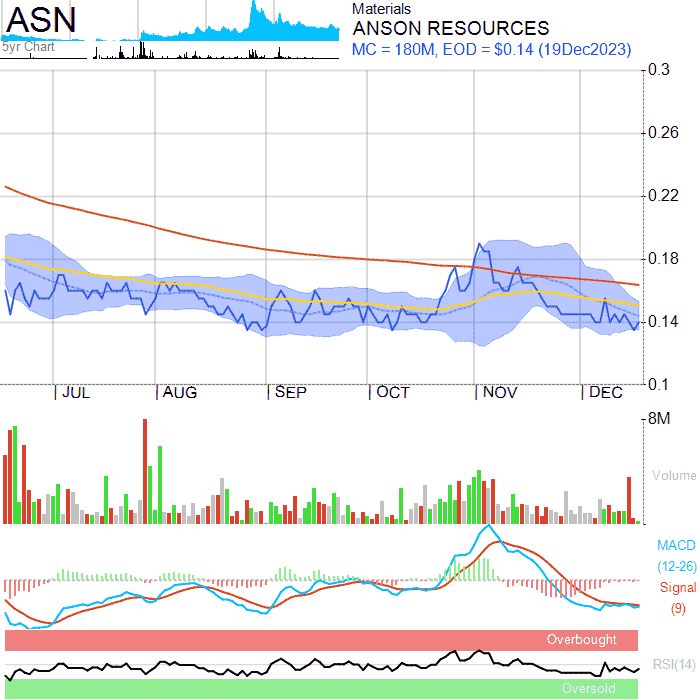 ASN
5yr Chart
Materials
ANSON RESOURCES
MC = 180M, EOD = $0.14 (19Dec2023)
0.3
0.26
0.22
0.18
0.14
0.1
JUL AUG SEP OCT NOV DEC
8M
Volume
MACD
(12-26)
Signal
(9)
Overbought
RSI(14)
Oversold